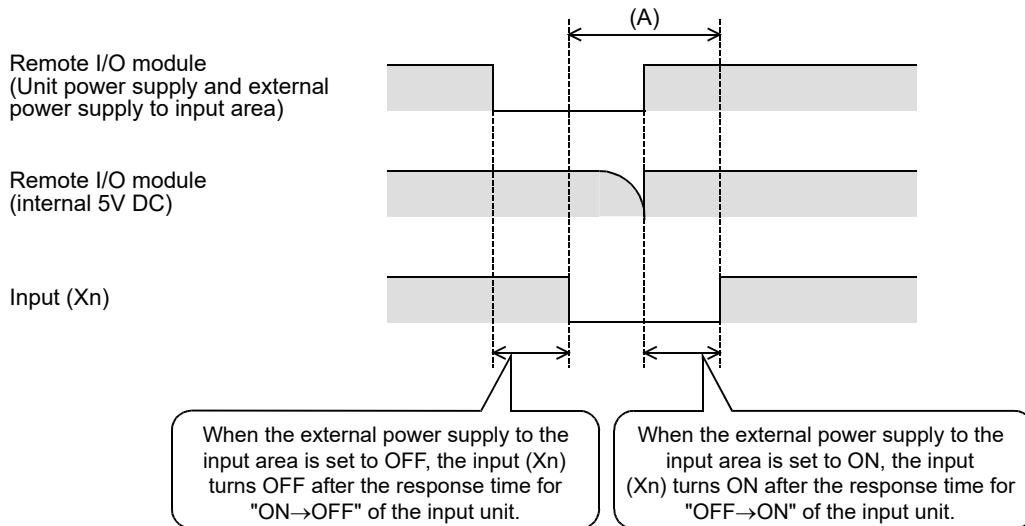 (A)
Remote I/O module
(Unit power supply and external
power supply to input area)
Remote I/O module
(internal 5V DC)
Input (Xn)
When the external power supply to the
input area is set to OFF, the input (Xn)
turns OFF after the response time for
"ON→OFF" of the input unit.
When the external power supply to the
input area is set to ON, the input
(Xn) turns ON after the response time for
"OFF→ON" of the input unit.